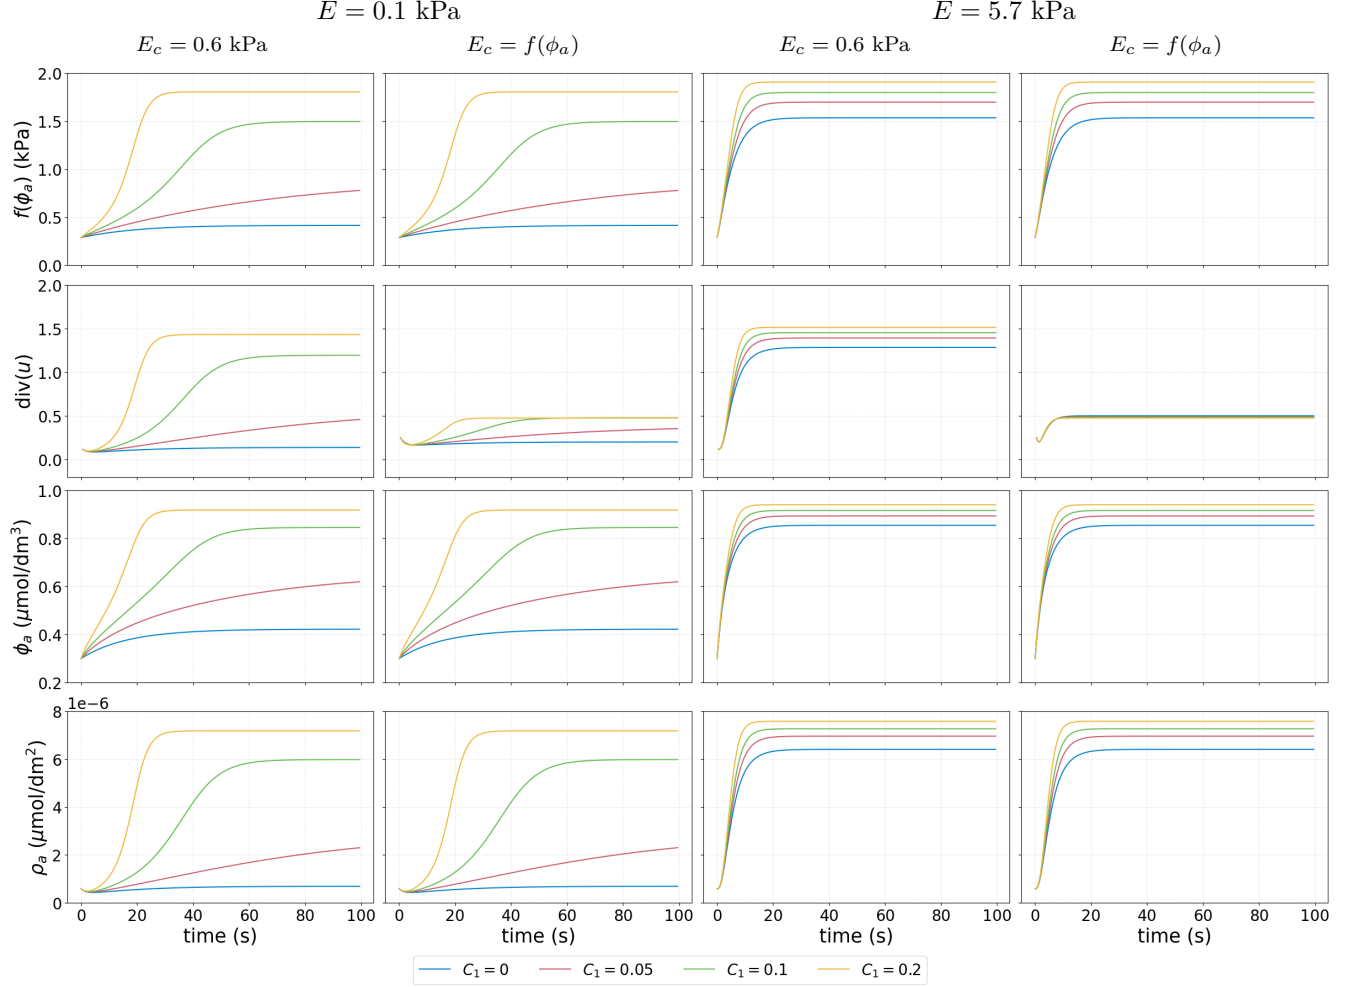 E = 0.1 kPa E = 5.7 kPa
E_c = 0.6 kPa E_c = f(ϕ_a) E_c = 0.6 kPa E_c = f(ϕ_a)
f(ϕ_a) (kPa)
2.0
1.5
1.0
0.5
0.0
div(u)
2.0
1.5
1.0
0.5
0.0
ϕ_a (μmol/dm³)
1.0
0.8
0.6
0.4
0.2
1e−6
ρ_a (μmol/dm²)
8
6
4
2
0
0 20 40 60 80 100 0 20 40 60 80 100 0 20 40 60 80 100 0 20 40 60 80 100
time (s) time (s) time (s) time (s)
C₁ = 0 C₁ = 0.05 C₁ = 0.1 C₁ = 0.2